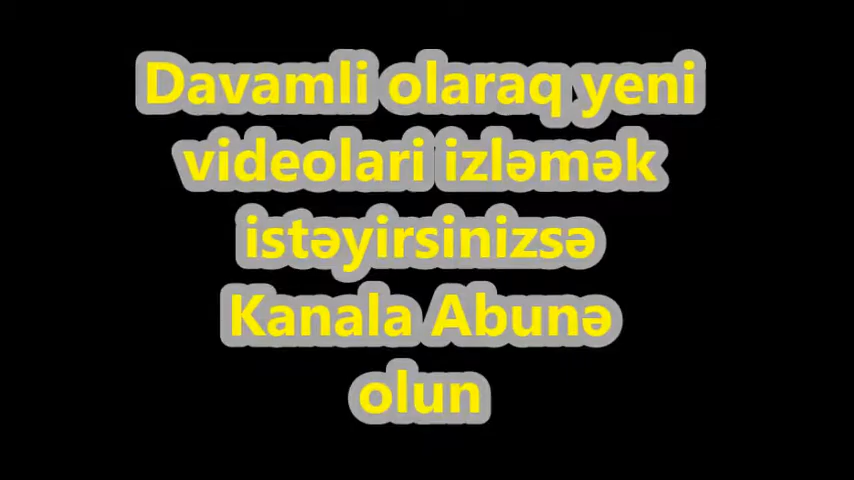 Davamli olaraq yeni
videolari izləmək
istəyirsinizsə
Kanala Abunə
olun